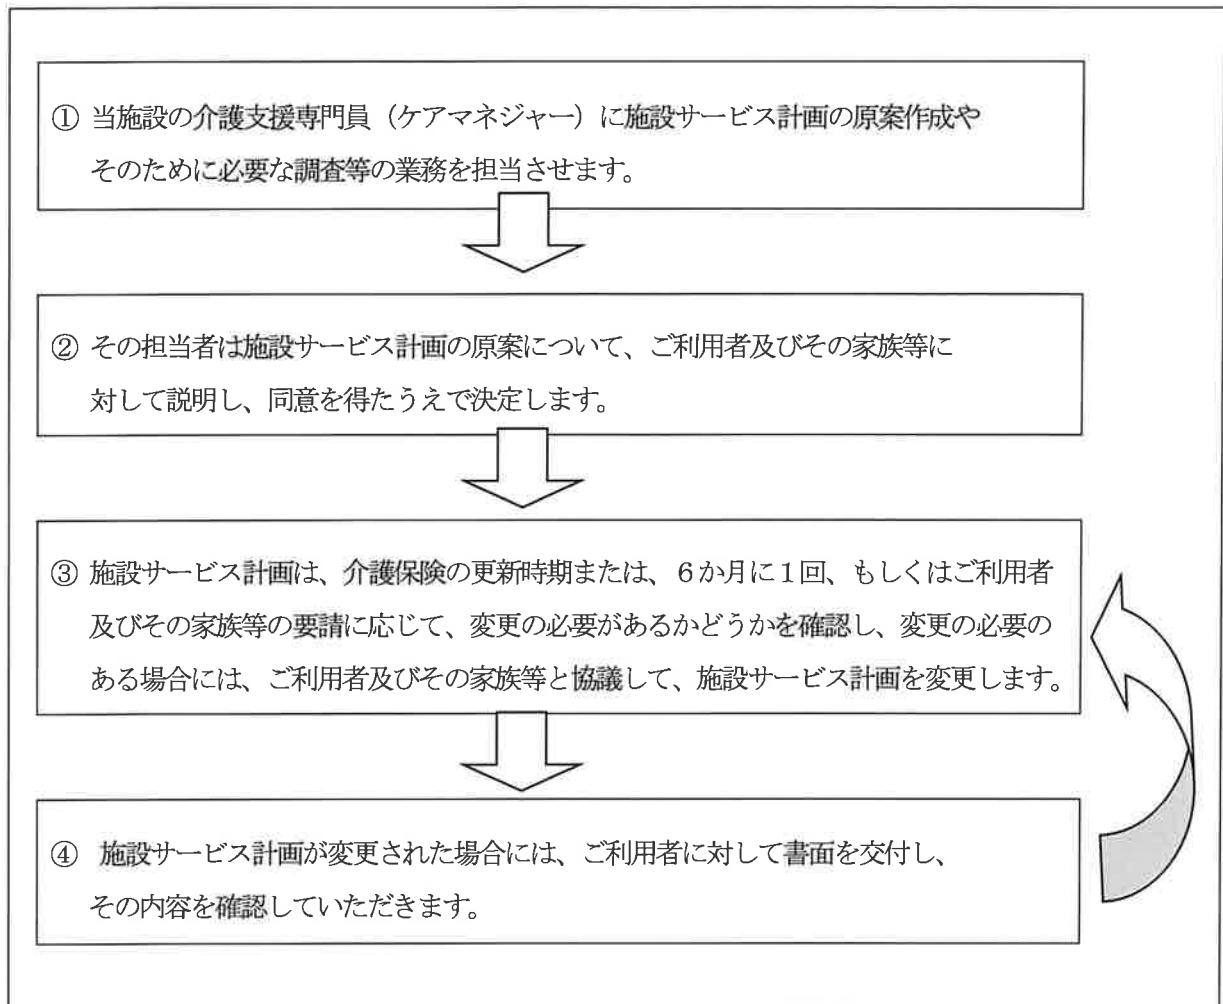 ① 当施設の介護支援専門員（ケアマネジャー）に施設サービス計画の原案作成や
そのために必要な調査等の業務を担当させます。
② その担当者は施設サービス計画の原案について、ご利用者及びその家族等に
対して説明し、同意を得たうえで決定します。
③ 施設サービス計画は、介護保険の更新時期または、６か月に１回、もしくはご利用者
及びその家族等の要請に応じて、変更の必要があるかどうかを確認し、変更の必要の
ある場合には、ご利用者及びその家族等と協議して、施設サービス計画を変更します。
④ 施設サービス計画が変更された場合には、ご利用者に対して書面を交付し、
その内容を確認していただきます。